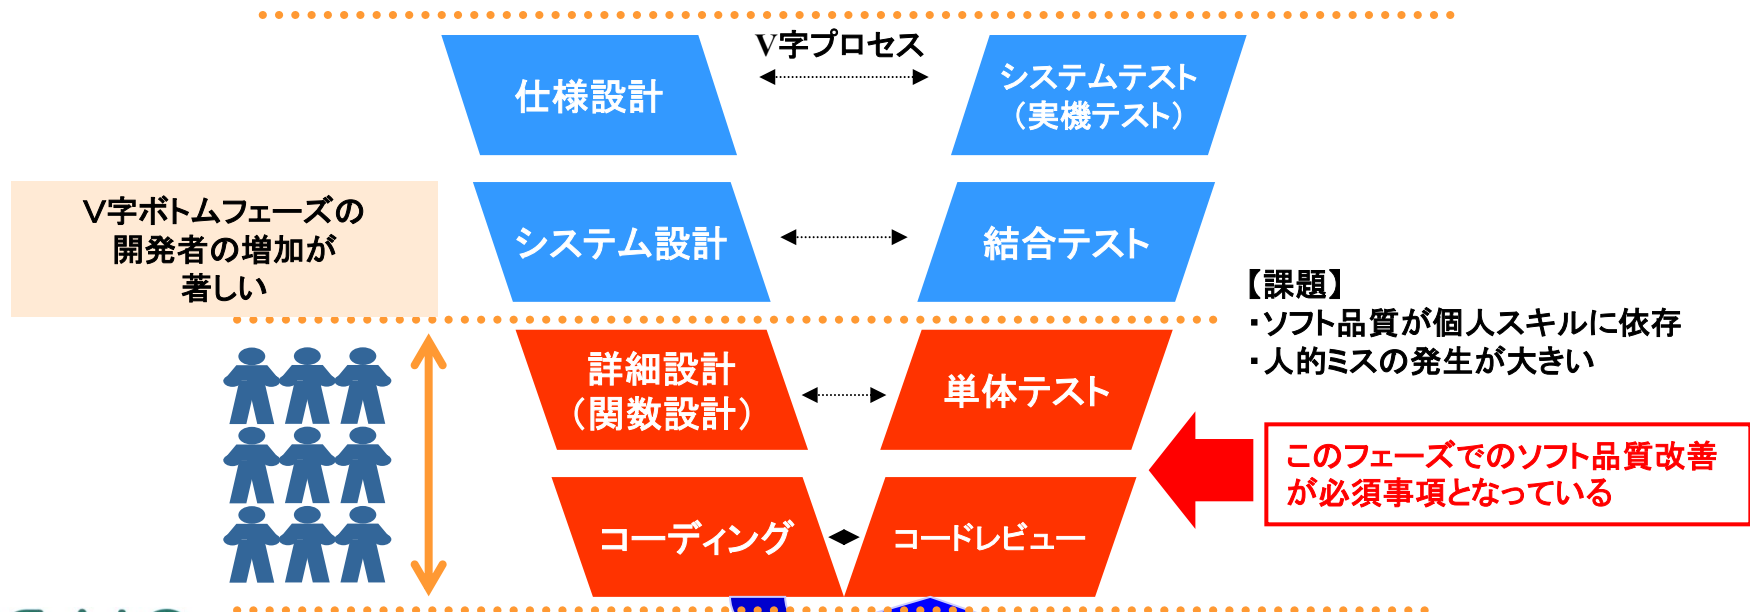 V字プロセス
仕様設計
システムテスト
（実機テスト）
V字ボトムフェーズの
開発者の増加が
著しい
システム設計
結合テスト
【課題】
・ソフト品質が個人スキルに依存
・人的ミスの発生が大きい
詳細設計
（関数設計）
単体テスト
このフェーズでのソフト品質改善
が必須事項となっている
コーディング
コードレビュー